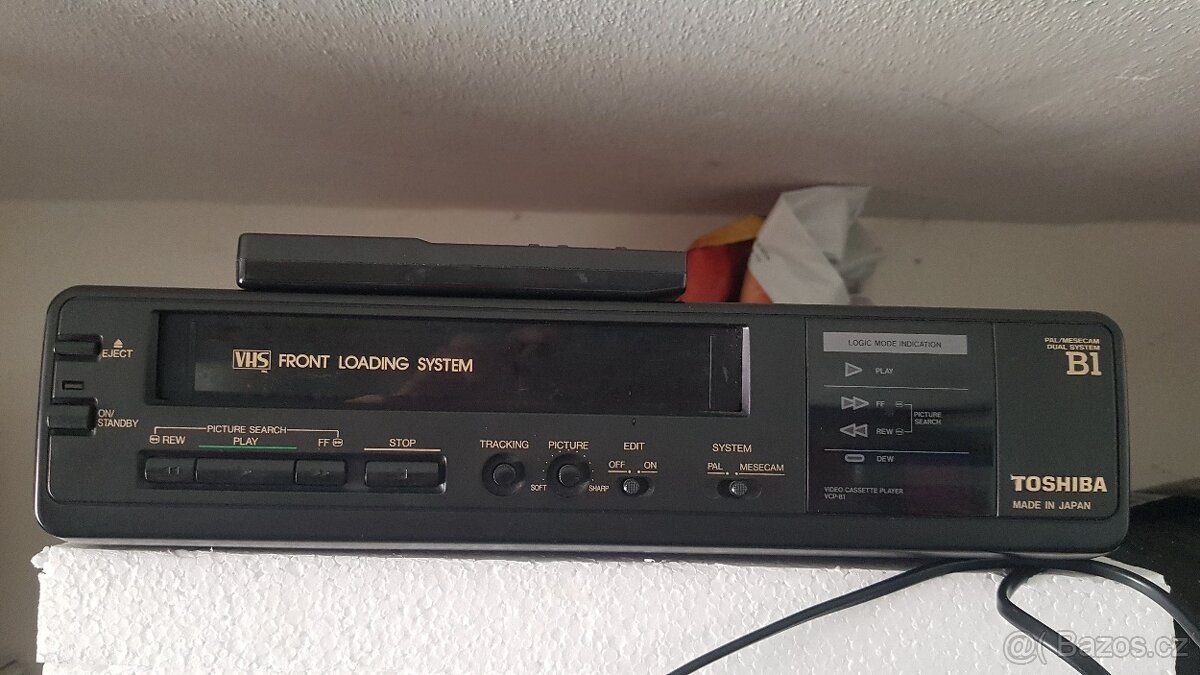 EJECT
ON/
STANDBY
VHS FRONT LOADING SYSTEM
PICTURE SEARCH
REW
PLAY
FF
STOP
TRACKING
PICTURE
SOFT
SHARP
EDIT
OFF
ON
SYSTEM
PAL
MESECAM
LOGIC MODE INDICATION
PLAY
FF
REW
PICTURE
SEARCH
DEW
VIDEO CASSETTE PLAYER
VCP-B1
PAL/MESECAM
DUAL SYSTEM
B1
TOSHIBA
MADE IN JAPAN
@( Bazos.cz